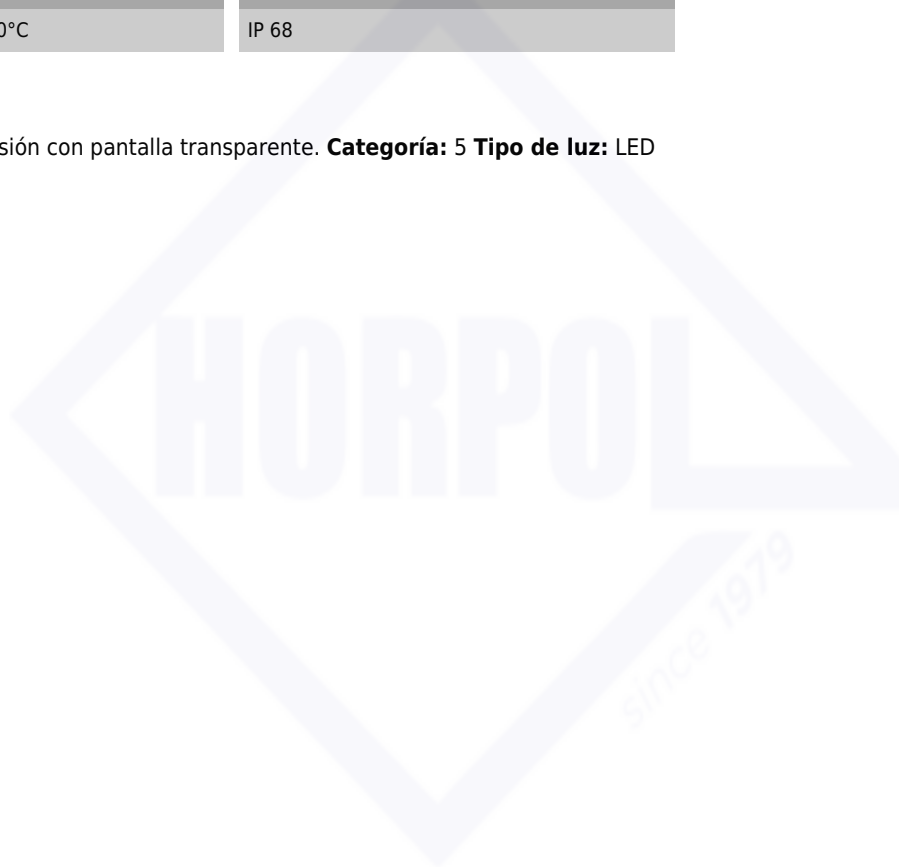 0°C IP 68
sión con pantalla transparente. Categoría: 5 Tipo de luz: LED
HORPOL
since 1979